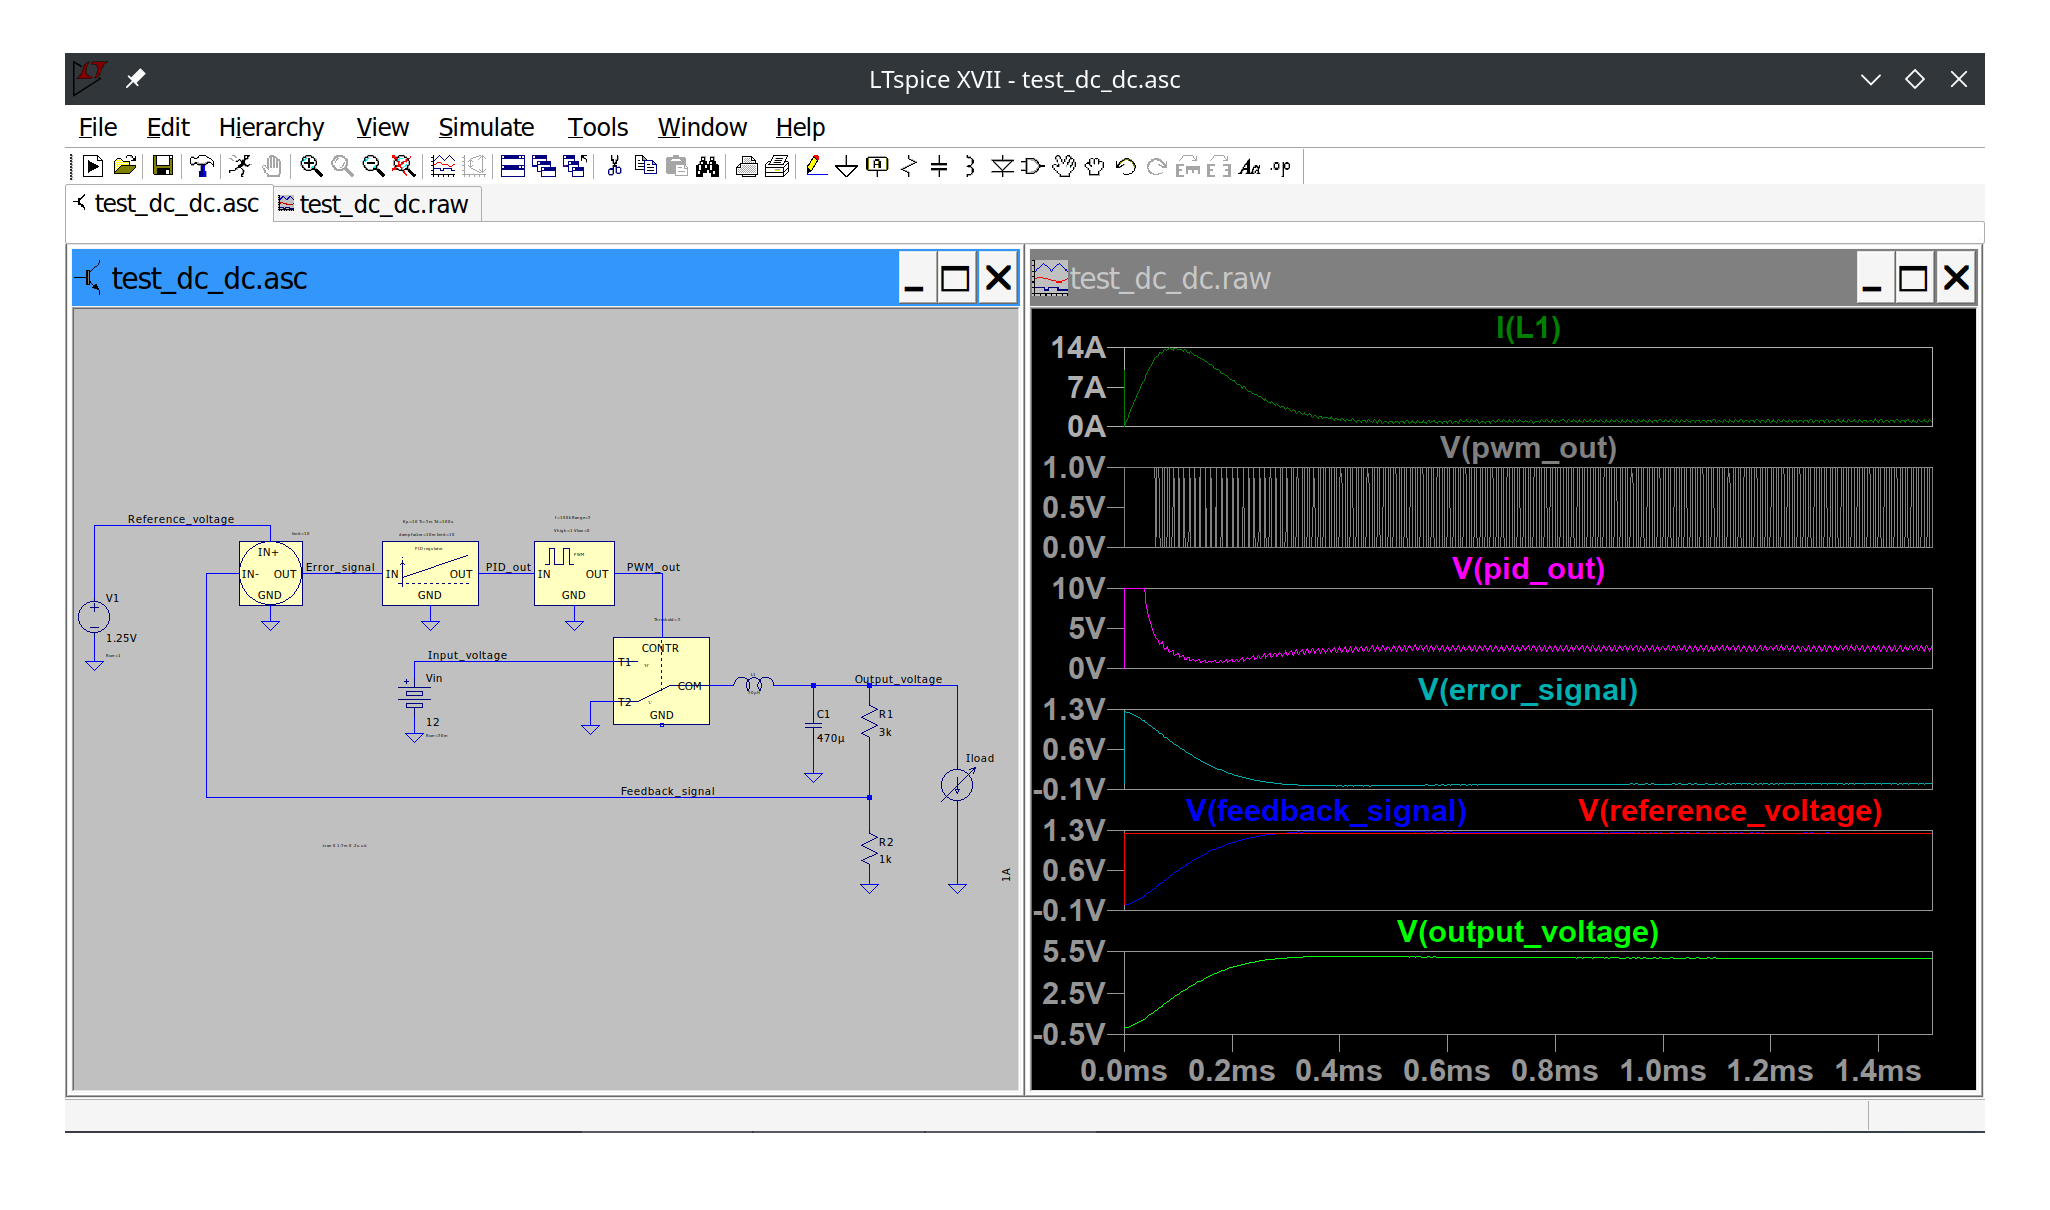 LTspice XVII - test_dc_dc.asc
File Edit Hierarchy View Simulate Tools Window Help
test_dc_dc.asc test_dc_dc.raw
test_dc_dc.asc
Reference_voltage
IN+
IN- OUT
GND
Error_signal
PID regulator
IN OUT
GND
PID_out
PWM
IN OUT
GND
PWM_out
V1
1.25V
Input_voltage
Vin
12
CONTR
T1
COM
T2
GND
L1
Output_voltage
C1
470µ
R1
3k
Iload
Feedback_signal
R2
1k
1A
test_dc_dc.raw
I(L1)
14A
7A
0A
V(pwm_out)
1.0V
0.5V
0.0V
V(pid_out)
10V
5V
0V
V(error_signal)
1.3V
0.6V
-0.1V
V(feedback_signal) V(reference_voltage)
1.3V
0.6V
-0.1V
V(output_voltage)
5.5V
2.5V
-0.5V
0.0ms 0.2ms 0.4ms 0.6ms 0.8ms 1.0ms 1.2ms 1.4ms